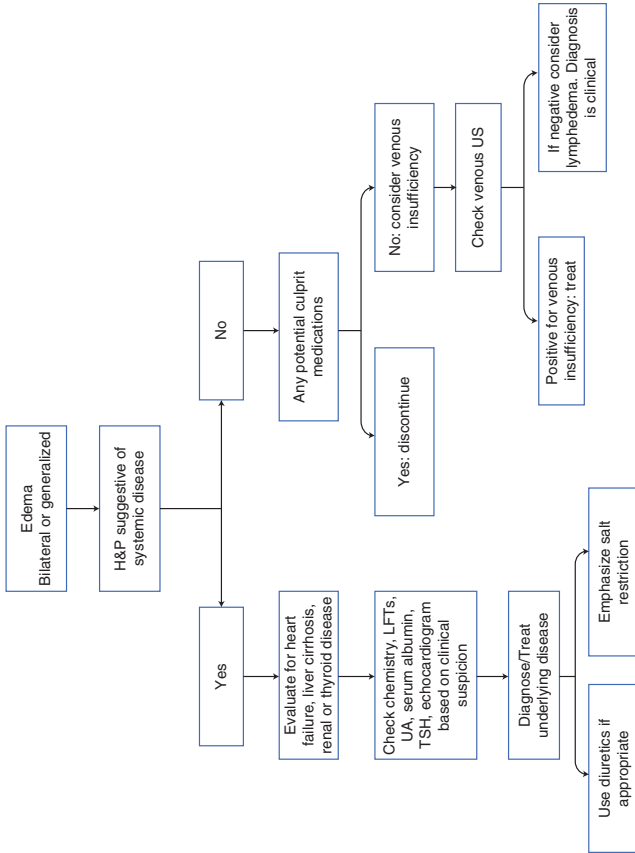 Edema
Bilateral or generalized
H&P suggestive of
systemic disease
Yes
No
Evaluate for heart
failure, liver cirrhosis,
renal or thyroid disease
Any potential culprit
medications
Check chemistry, LFTs,
UA, serum albumin,
TSH, echocardiogram
based on clinical
suspicion
Yes: discontinue
No: consider venous
insufficiency
Diagnose/Treat
underlying disease
Check venous US
Use diuretics if
appropriate
Emphasize salt
restriction
Positive for venous
insufficiency: treat
If negative consider
lymphedema. Diagnosis
is clinical